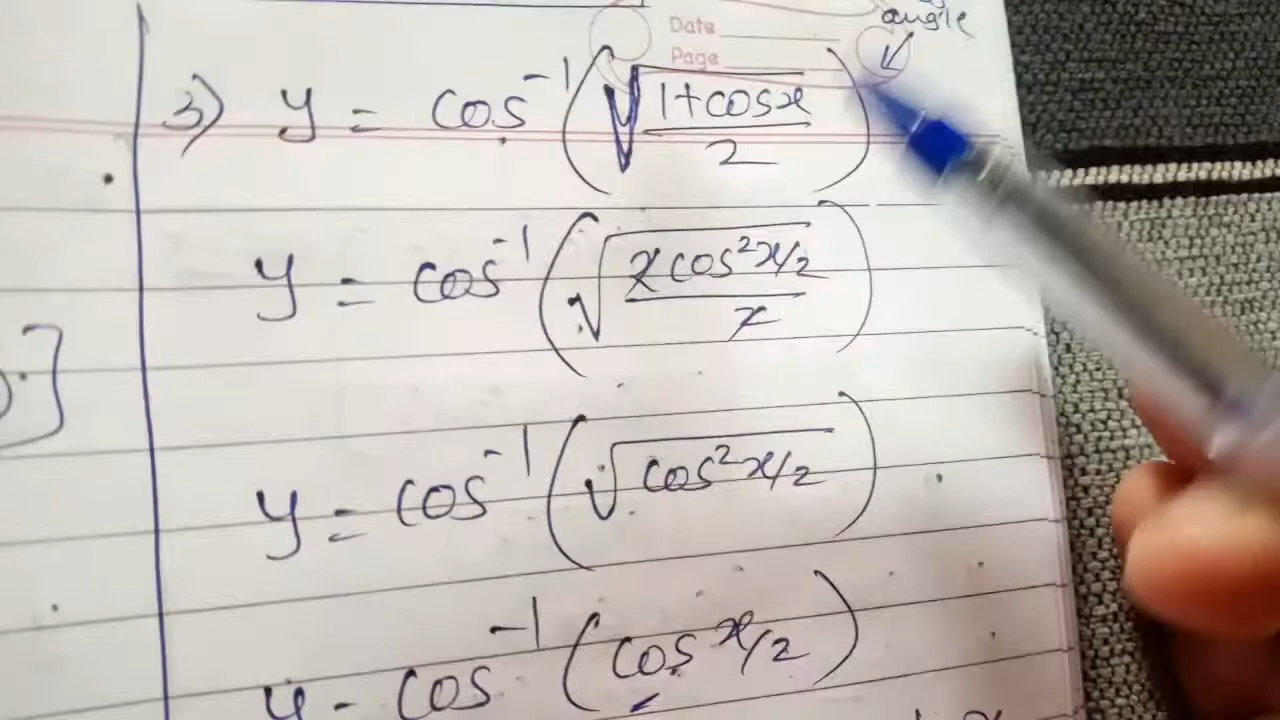 angle
Date
Page
3) y = cos⁻¹(√(1+cosx/2))
y = cos⁻¹(√(2cos²x/2/2))
y = cos⁻¹(√cos²x/2)
y = cos⁻¹(cos x/2)